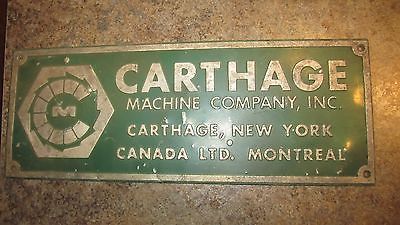 M
CARTHAGE
MACHINE COMPANY, INC.
CARTHAGE, NEW YORK
CANADA LTD. MONTREAL